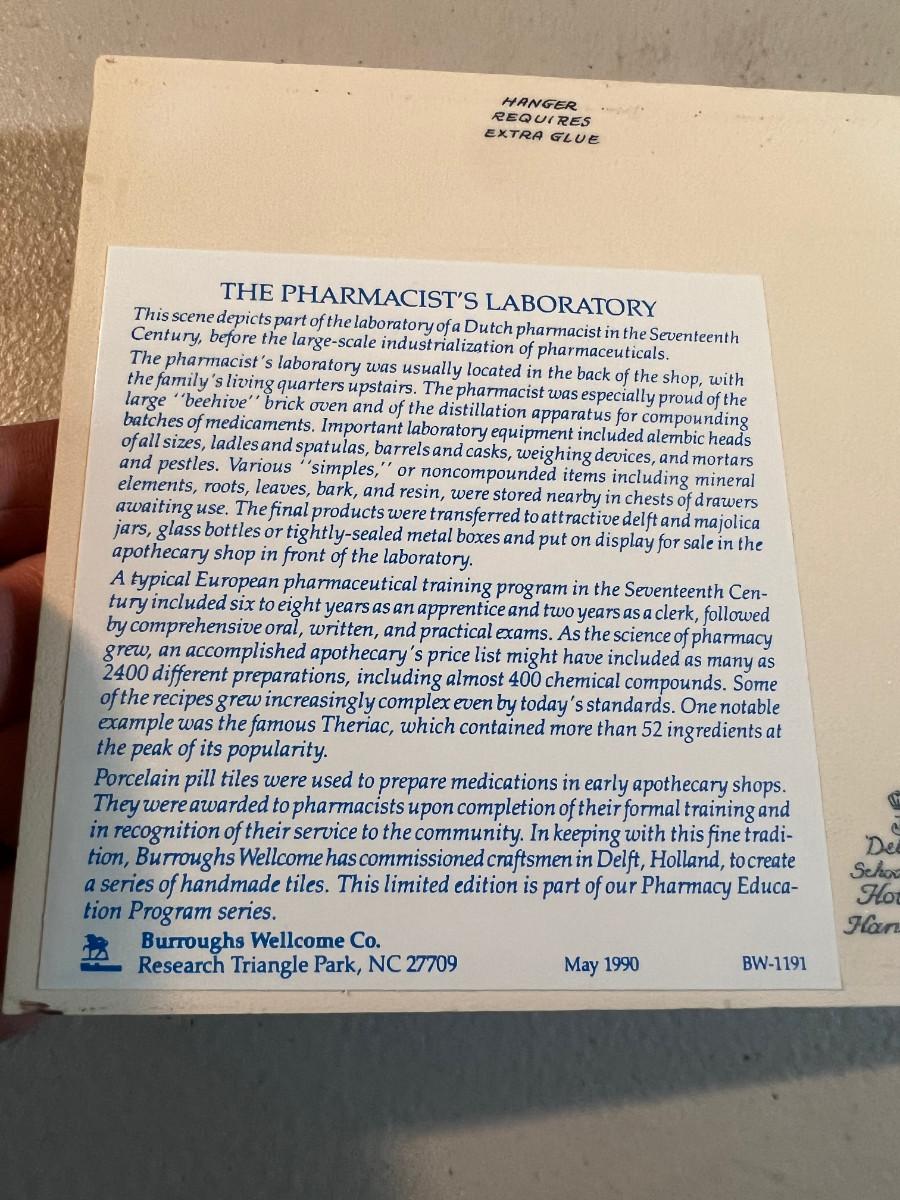 HANGER
REQUIRES
EXTRA GLUE
THE PHARMACIST'S LABORATORY
This scene depicts part of the laboratory of a Dutch pharmacist in the Seventeenth
Century, before the large-scale industrialization of pharmaceuticals.
The pharmacist's laboratory was usually located in the back of the shop, with
the family's living quarters upstairs. The pharmacist was especially proud of the
large ''beehive'' brick oven and of the distillation apparatus for compounding
batches of medicaments. Important laboratory equipment included alembic heads
of all sizes, ladles and spatulas, barrels and casks, weighing devices, and mortars
and pestles. Various ''simples,'' or noncompounded items including mineral
elements, roots, leaves, bark, and resin, were stored nearby in chests of drawers
awaiting use. The final products were transferred to attractive delft and majolica
jars, glass bottles or tightly-sealed metal boxes and put on display for sale in the
apothecary shop in front of the laboratory.
A typical European pharmaceutical training program in the Seventeenth Cen-
tury included six to eight years as an apprentice and two years as a clerk, followed
by comprehensive oral, written, and practical exams. As the science of pharmacy
grew, an accomplished apothecary's price list might have included as many as
2400 different preparations, including almost 400 chemical compounds. Some
of the recipes grew increasingly complex even by today's standards. One notable
example was the famous Theriac, which contained more than 52 ingredients at
the peak of its popularity.
Porcelain pill tiles were used to prepare medications in early apothecary shops.
They were awarded to pharmacists upon completion of their formal training and
in recognition of their service to the community. In keeping with this fine tradi-
tion, Burroughs Wellcome has commissioned craftsmen in Delft, Holland, to create
a series of handmade tiles. This limited edition is part of our Pharmacy Educa-
tion Program series.
Burroughs Wellcome Co.
Research Triangle Park, NC 27709 May 1990 BW-1191